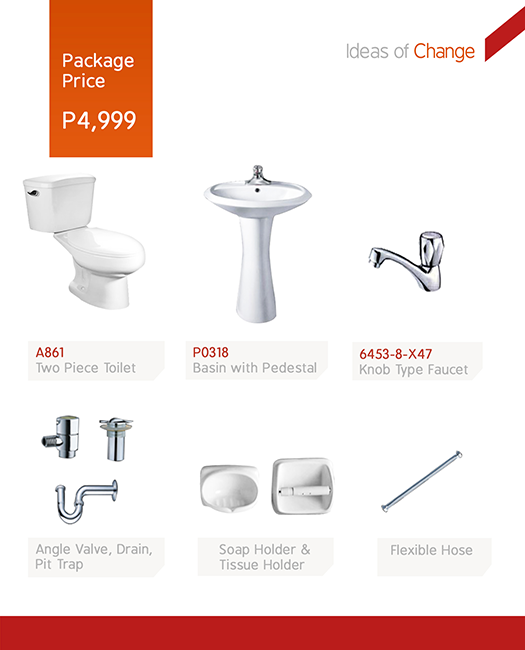 Package
Price
P4,999
Ideas of Change
A861
Two Piece Toilet
P0318
Basin with Pedestal
6453-8-X47
Knob Type Faucet
Angle Valve, Drain,
Pit Trap
Soap Holder &
Tissue Holder
Flexible Hose